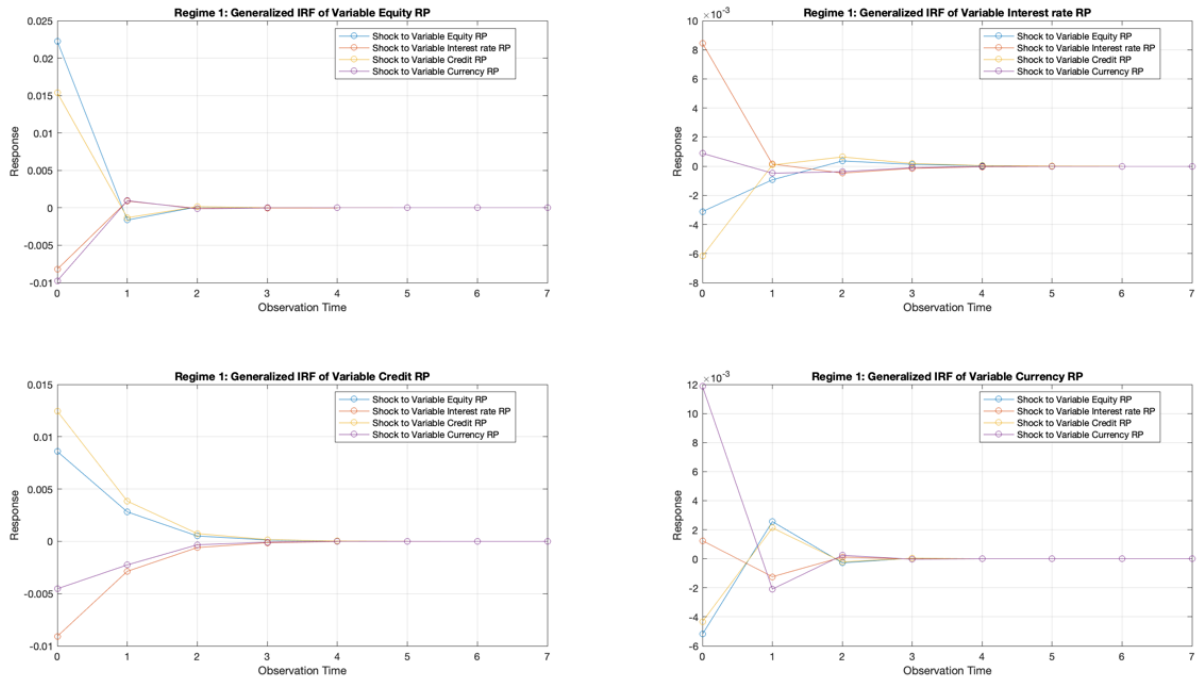 Regime 1: Generalized IRF of Variable Equity RP
0.025
0.02
0.015
0.01
0.005
0
-0.005
-0.01
Response
0 1 2 3 4 5 6 7
Observation Time
Shock to Variable Equity RP
Shock to Variable Interest rate RP
Shock to Variable Credit RP
Shock to Variable Currency RP
Regime 1: Generalized IRF of Variable Interest rate RP
×10⁻³
10
8
6
4
2
0
-2
-4
-6
-8
Response
0 1 2 3 4 5 6 7
Observation Time
Shock to Variable Equity RP
Shock to Variable Interest rate RP
Shock to Variable Credit RP
Shock to Variable Currency RP
Regime 1: Generalized IRF of Variable Credit RP
0.015
0.01
0.005
0
-0.005
-0.01
Response
0 1 2 3 4 5 6 7
Observation Time
Shock to Variable Equity RP
Shock to Variable Interest rate RP
Shock to Variable Credit RP
Shock to Variable Currency RP
Regime 1: Generalized IRF of Variable Currency RP
×10⁻³
12
10
8
6
4
2
0
-2
-4
-6
Response
0 1 2 3 4 5 6 7
Observation Time
Shock to Variable Equity RP
Shock to Variable Interest rate RP
Shock to Variable Credit RP
Shock to Variable Currency RP